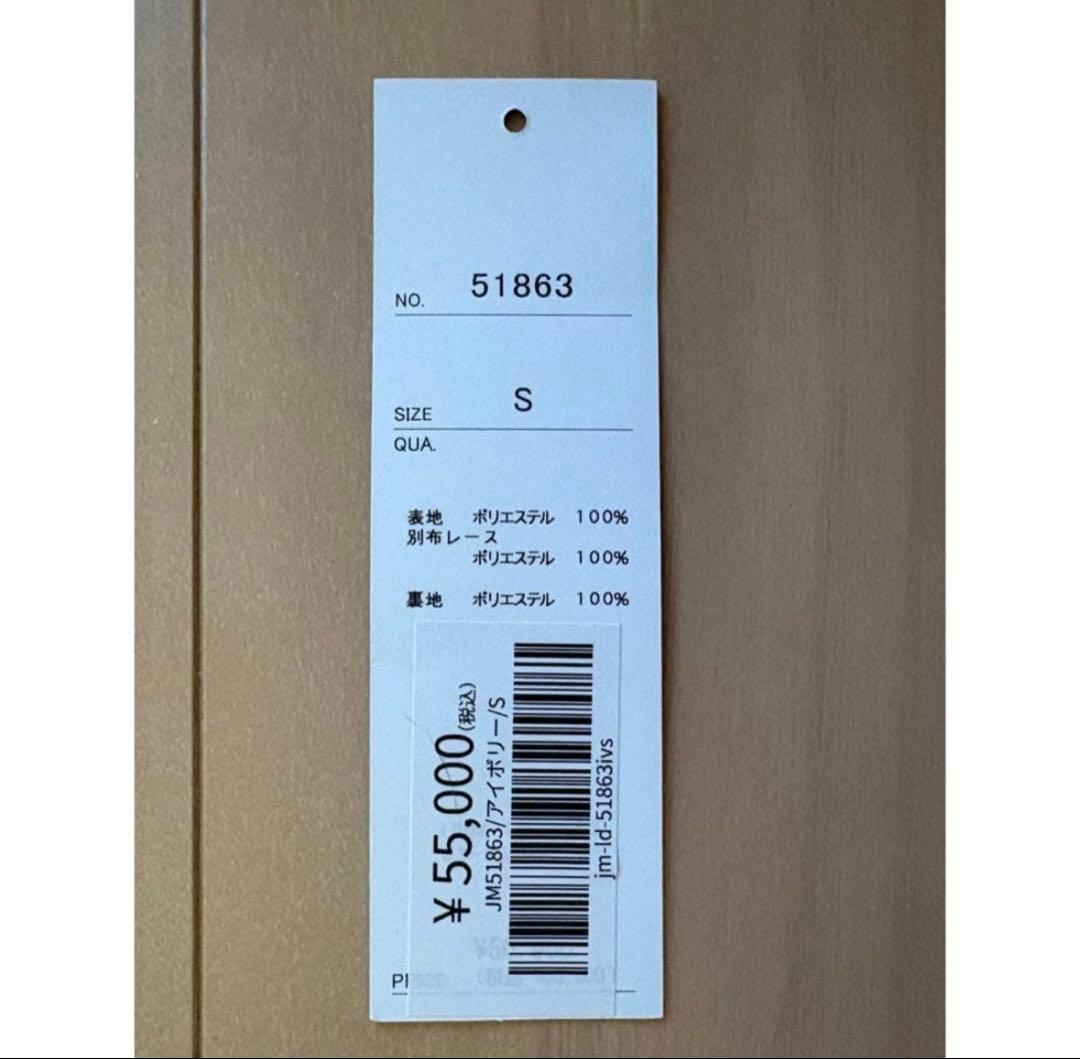 NO. 51863
SIZE S
QUA.
表地 ポリエステル 100%
別布レース
ポリエステル 100%
裏地 ポリエステル 100%
¥55,000(税込)
JM51863/アイボリー/S
jm-ld-51863ivs